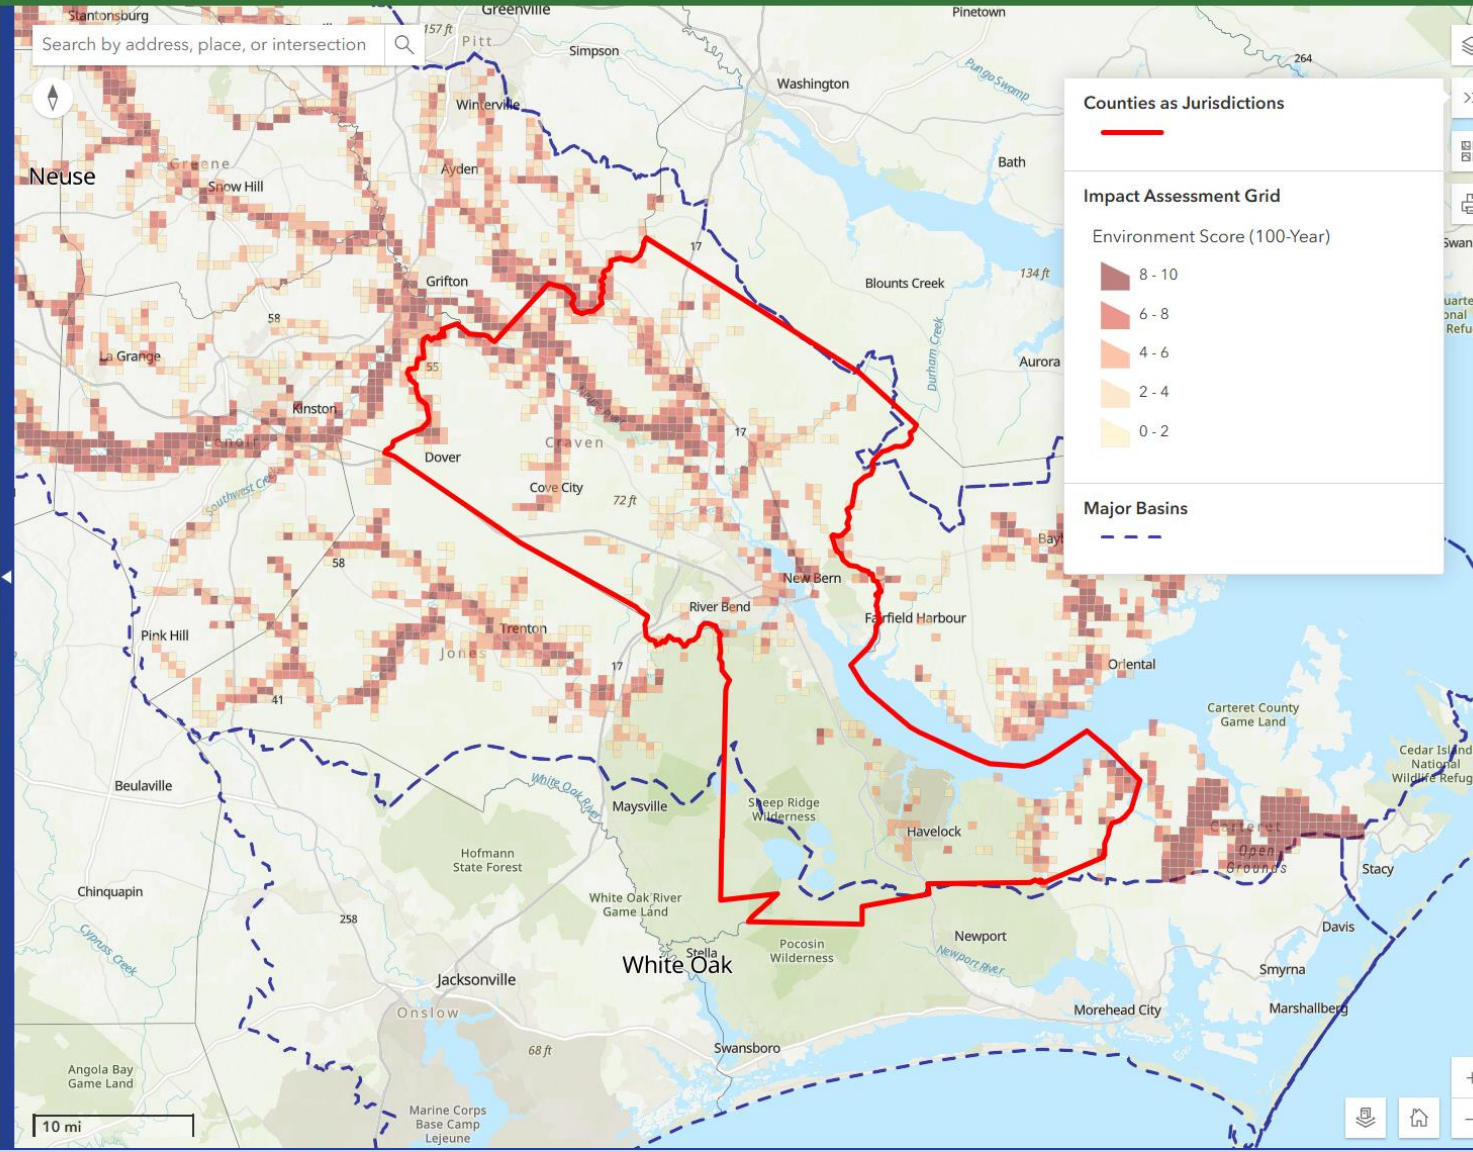 Stantonsburg
Greenville
Pinetown
157 ft
Pitt
Simpson
264
Search by address, place, or intersection
Pungo Swamp
Washington
Winterville
Counties as Jurisdictions
Greene
Ayden
Bath
Neuse
Snow Hill
Impact Assessment Grid
Environment Score (100-Year)
Swan
17
134 ft
8 - 10
Grifton
Blounts Creek
6 - 8
58
Durham Creek
La Grange
55
Aurora
4 - 6
2 - 4
Kinston
Neuse River
17
0 - 2
Lenoir
Craven
Dover
Southwest Creek
Cove City
72 ft
Major Basins
Bay
58
New Bern
River Bend
Fairfield Harbour
Pink Hill
Trenton
Jones
17
Oriental
41
Carteret County
Game Land
Cedar Island
National
Wildlife Refug
Beulaville
White Oak River
Maysville
Sheep Ridge
Wilderness
Havelock
Carteret
Hofmann
State Forest
Open
Grounds
Stacy
Chinquapin
White Oak River
Game Land
258
Davis
Cypruss Creek
Newport
Pocosin
Wilderness
Stella
White Oak
Newport River
Smyrna
Jacksonville
Morehead City
Marshallberg
Onslow
68 ft
Swansboro
Angola Bay
Game Land
Marine Corps
Base Camp
Lejeune
10 mi